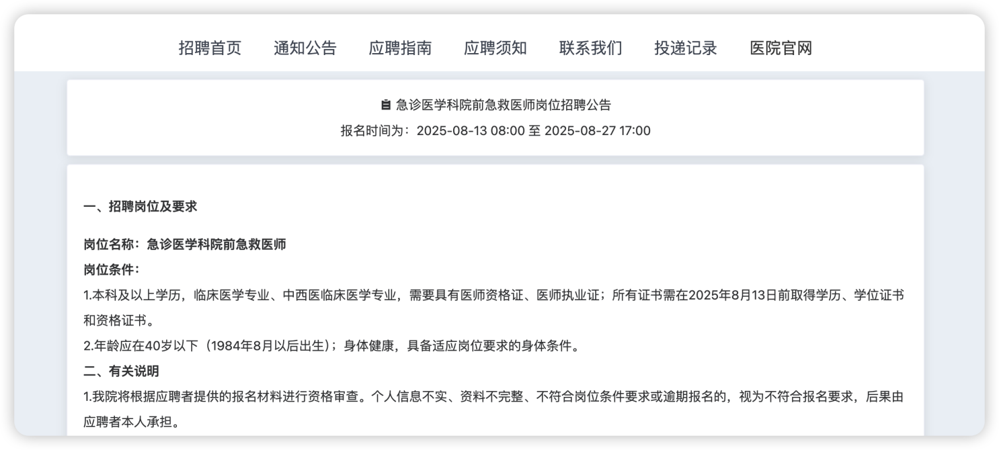 招聘首页 通知公告 应聘指南 应聘须知 联系我们 投递记录 医院官网
急诊医学科院前急救医师岗位招聘公告
报名时间为：2025-08-13 08:00 至 2025-08-27 17:00
一、招聘岗位及要求
岗位名称：急诊医学科院前急救医师
岗位条件：
1.本科及以上学历，临床医学专业、中西医临床医学专业，需要具有医师资格证、医师执业证；所有证书需在2025年8月13日前取得学历、学位证书
和资格证书。
2.年龄应在40岁以下（1984年8月以后出生）；身体健康，具备适应岗位要求的身体条件。
二、有关说明
1.我院将根据应聘者提供的报名材料进行资格审查。个人信息不实、资料不完整、不符合岗位条件要求或逾期报名的，视为不符合报名要求，后果由
应聘者本人承担。